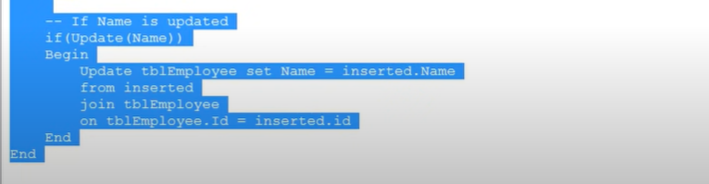 -- If Name is updated
if(Update(Name))
Begin
Update tblEmployee set Name = inserted.Name
from inserted
join tblEmployee
on tblEmployee.Id = inserted.id
End
End